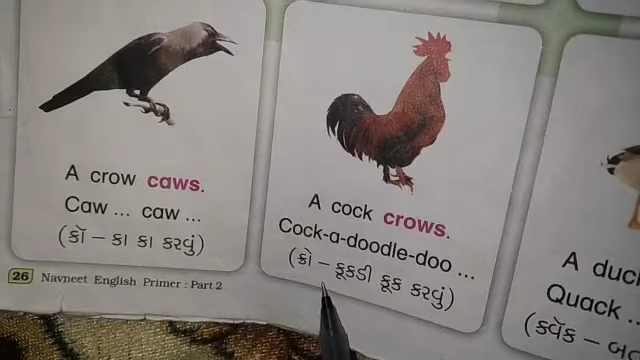 A crow caws.
Caw ... caw ...
(કૉ – કા કા કરવું)
A cock crows.
Cock-a-doodle-doo ...
(ક્રો – કૂકડી કૂક કરવું)
A duc
Quack ..
(ક્વૅક –
26 Navneet English Primer : Part 2